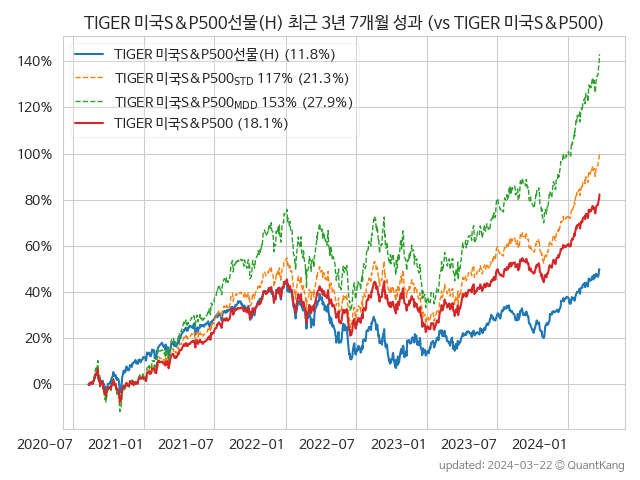 TIGER 미국S&P500선물(H) 최근 3년 7개월 성과 (vs TIGER 미국S&P500)
TIGER 미국S&P500선물(H) (11.8%)
TIGER 미국S&P500STD 117% (21.3%)
TIGER 미국S&P500MDD 153% (27.9%)
TIGER 미국S&P500 (18.1%)
140%
120%
100%
80%
60%
40%
20%
0%
2020-07 2021-01 2021-07 2022-01 2022-07 2023-01 2023-07 2024-01
updated: 2024-03-22 © QuantKang